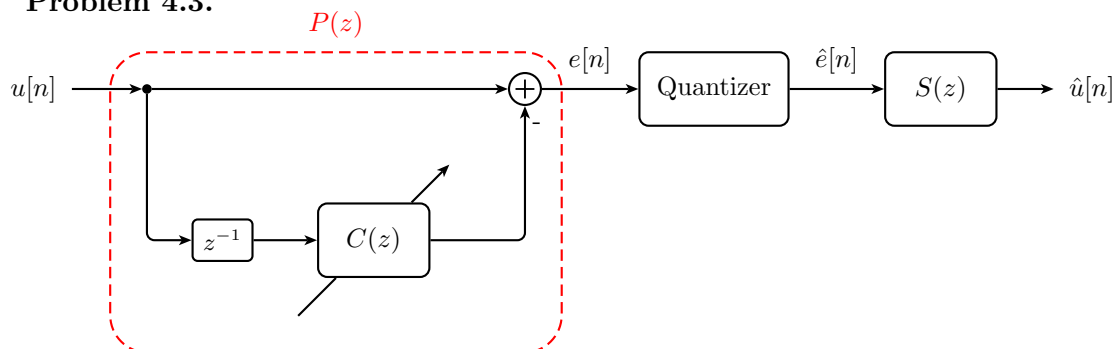 Problem 4.3.
P(z)
u[n]
e[n]
Quantizer
ê[n]
S(z)
û[n]
-
z⁻¹
C(z)